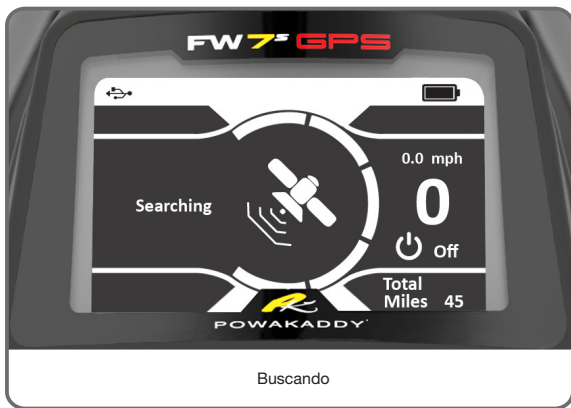 FW7s GPS
0.0 mph
0
Searching
Off
Total
Miles 45
POWAKADDY
Buscando